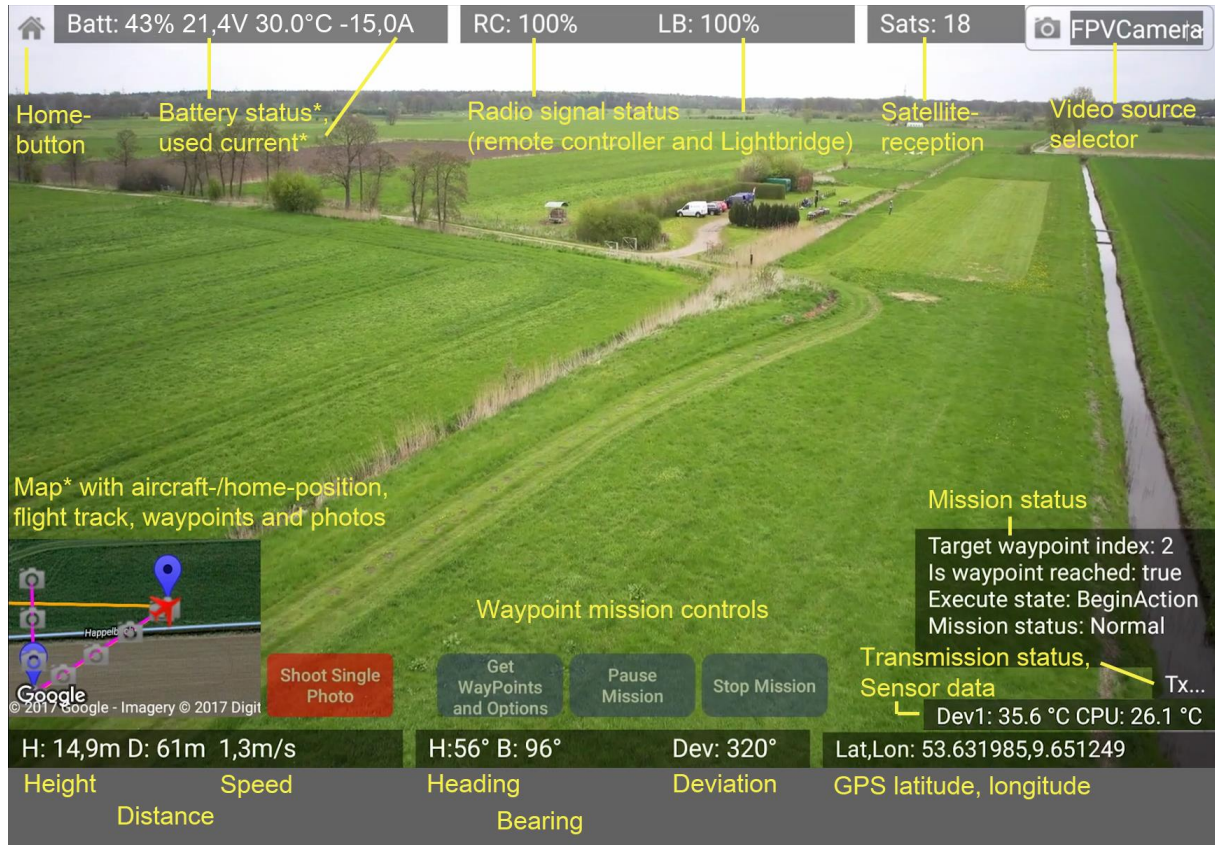 Batt: 43% 21,4V 30.0°C -15,0A
RC: 100% LB: 100%
Sats: 18
FPVCamera
Home-
button
Battery status*,
used current*
Radio signal status
(remote controller and Lightbridge)
Satellite-
reception
Video source
selector
Map* with aircraft-/home-position,
flight track, waypoints and photos
Mission status
Target waypoint index: 2
Is waypoint reached: true
Execute state: BeginAction
Mission status: Normal
Waypoint mission controls
Transmission status,
Sensor data
Tx...
Dev1: 35.6 °C CPU: 26.1 °C
Google
© 2017 Google - Imagery © 2017 Digit
Shoot Single
Photo
Get
WayPoints
and Options
Pause
Mission
Stop Mission
H: 14,9m D: 61m 1,3m/s
H:56° B: 96°
Dev: 320°
Lat,Lon: 53.631985,9.651249
Height
Speed
Heading
Deviation
GPS latitude, longitude
Distance
Bearing